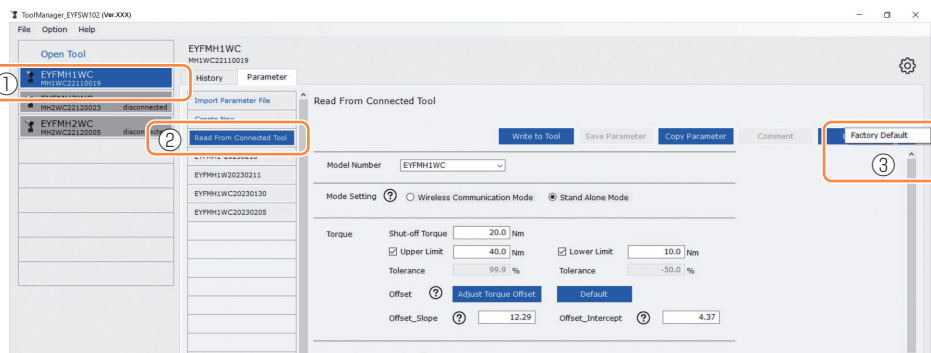 ToolManager_EYFSW102 (Ver.XXX)
File Option Help
Open Tool
EYFMH1WC
MH1WC22110019
MH2WC22120023 disconnected
EYFMH2WC
MH2WC22120005
EYFMH1WC
MH1WC22110019
History Parameter
Import Parameter File
Create New
Read From Connected Tool
EYFMH1W20230211
EYFMH1WC20230130
EYFMH1WC20230205
①
②
③
Read From Connected Tool
Write to Tool Save Parameter Copy Parameter Comment
Factory Default
Model Number EYFMH1WC
Mode Setting ? Wireless Communication Mode Stand Alone Mode
Torque Shut-off Torque 20.0 Nm
Upper Limit 40.0 Nm Lower Limit 10.0 Nm
Tolerance 99.9 % Tolerance -50.0 %
Offset ? Adjust Torque Offset Default
Offset_Slope ? 12.29 Offset_Intercept ? 4.37